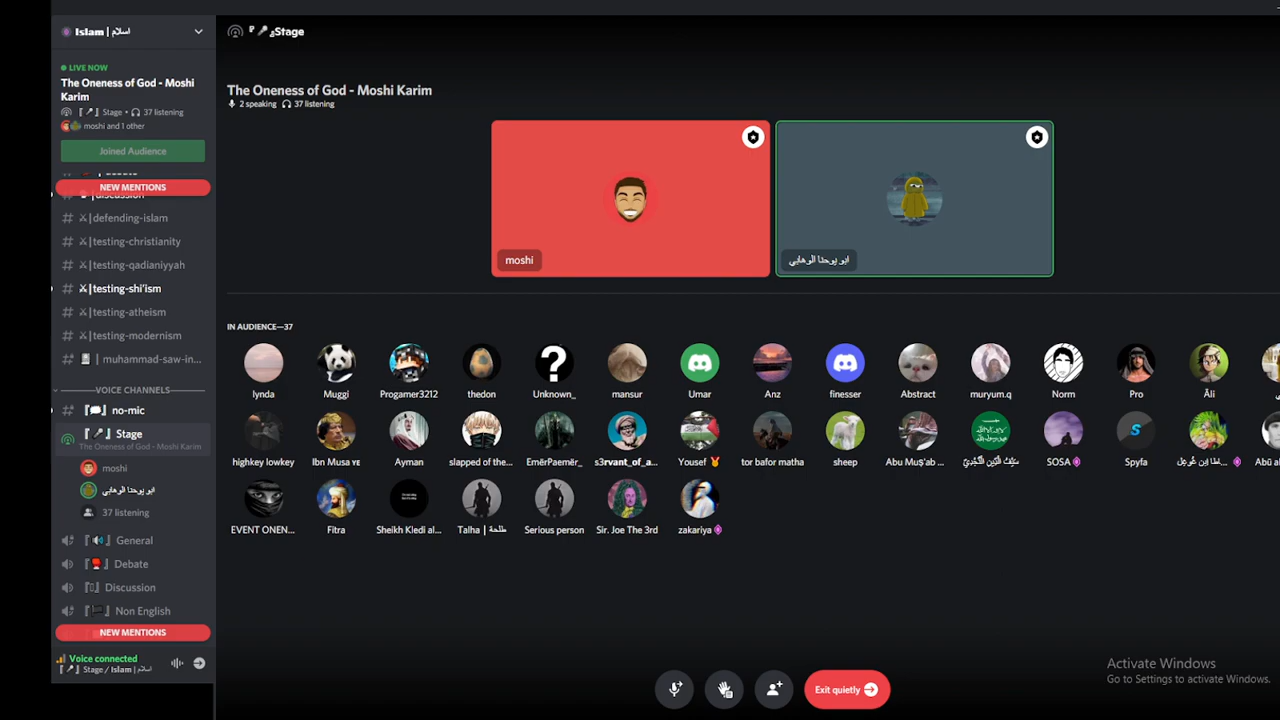 Islam | اسلام
LIVE NOW
The Oneness of God - Moshi
Karim
Stage • 37 listening
moshi and 1 other
Joined Audience
NEW MENTIONS
discussion
# |defending-islam
# |testing-christianity
# |testing-qadianiyyah
# |testing-shi'ism
# |testing-atheism
# |testing-modernism
# | muhammad-saw-in...
VOICE CHANNELS
# 『』 no-mic
『』 Stage
The Oneness of God - Moshi Karim
moshi
ابو يوحنا الوهابي
37 listening
『』 General
『』 Debate
『』 Discussion
『』 Non English
NEW MENTIONS
Voice connected
『』 Stage / Islam | اسلام
『』Stage
The Oneness of God - Moshi Karim
2 speaking 37 listening
moshi
ابو يوحنا الوهابي
IN AUDIENCE—37
lynda Muggi Progamer3212 thedon Unknown_ mansur Umar Anz finesser Abstract muryum.q Norm Pro Āli
highkey lowkey Ibn Musa YE Ayman slapped of the... EmërPaemër_ s3rvant_of_a... Yousef tor bafor matha sheep Abu Muṣ'ab ... SOSA Spyfa Abū a
EVENT ONEN... Fitra Sheikh Kledi al... Talha | طلحة Serious person Sir. Joe The 3rd zakariya
Exit quietly
Activate Windows
Go to Settings to activate Windows.